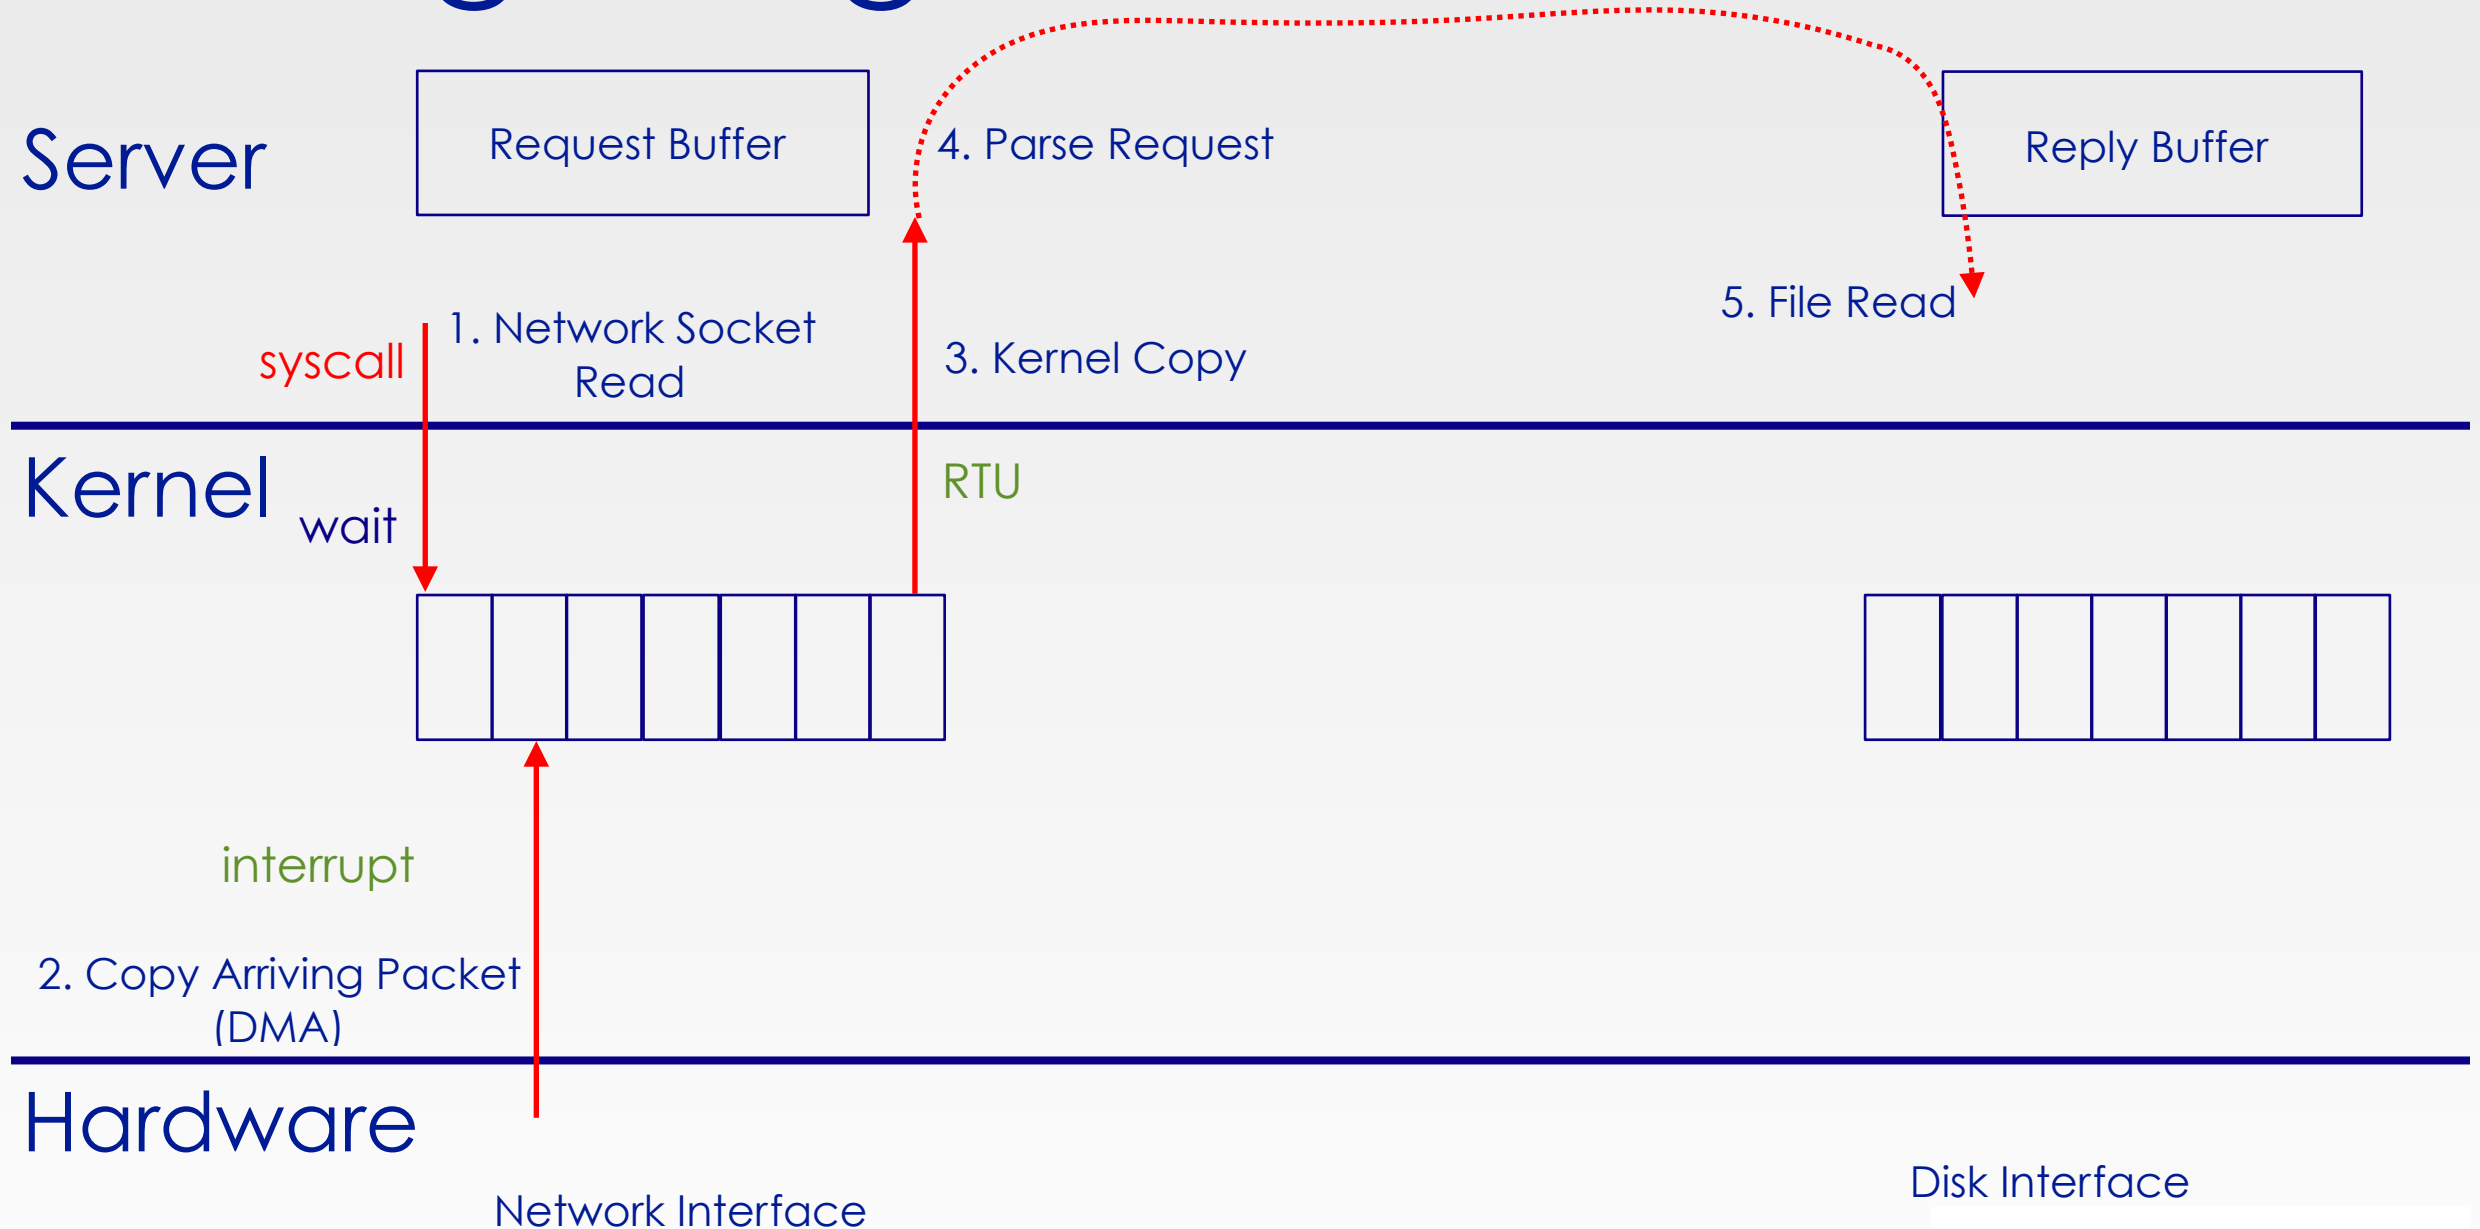 Server
Request Buffer
4. Parse Request
Reply Buffer
5. File Read
syscall
1. Network Socket
Read
3. Kernel Copy
Kernel
wait
RTU
interrupt
2. Copy Arriving Packet
(DMA)
Hardware
Network Interface
Disk Interface